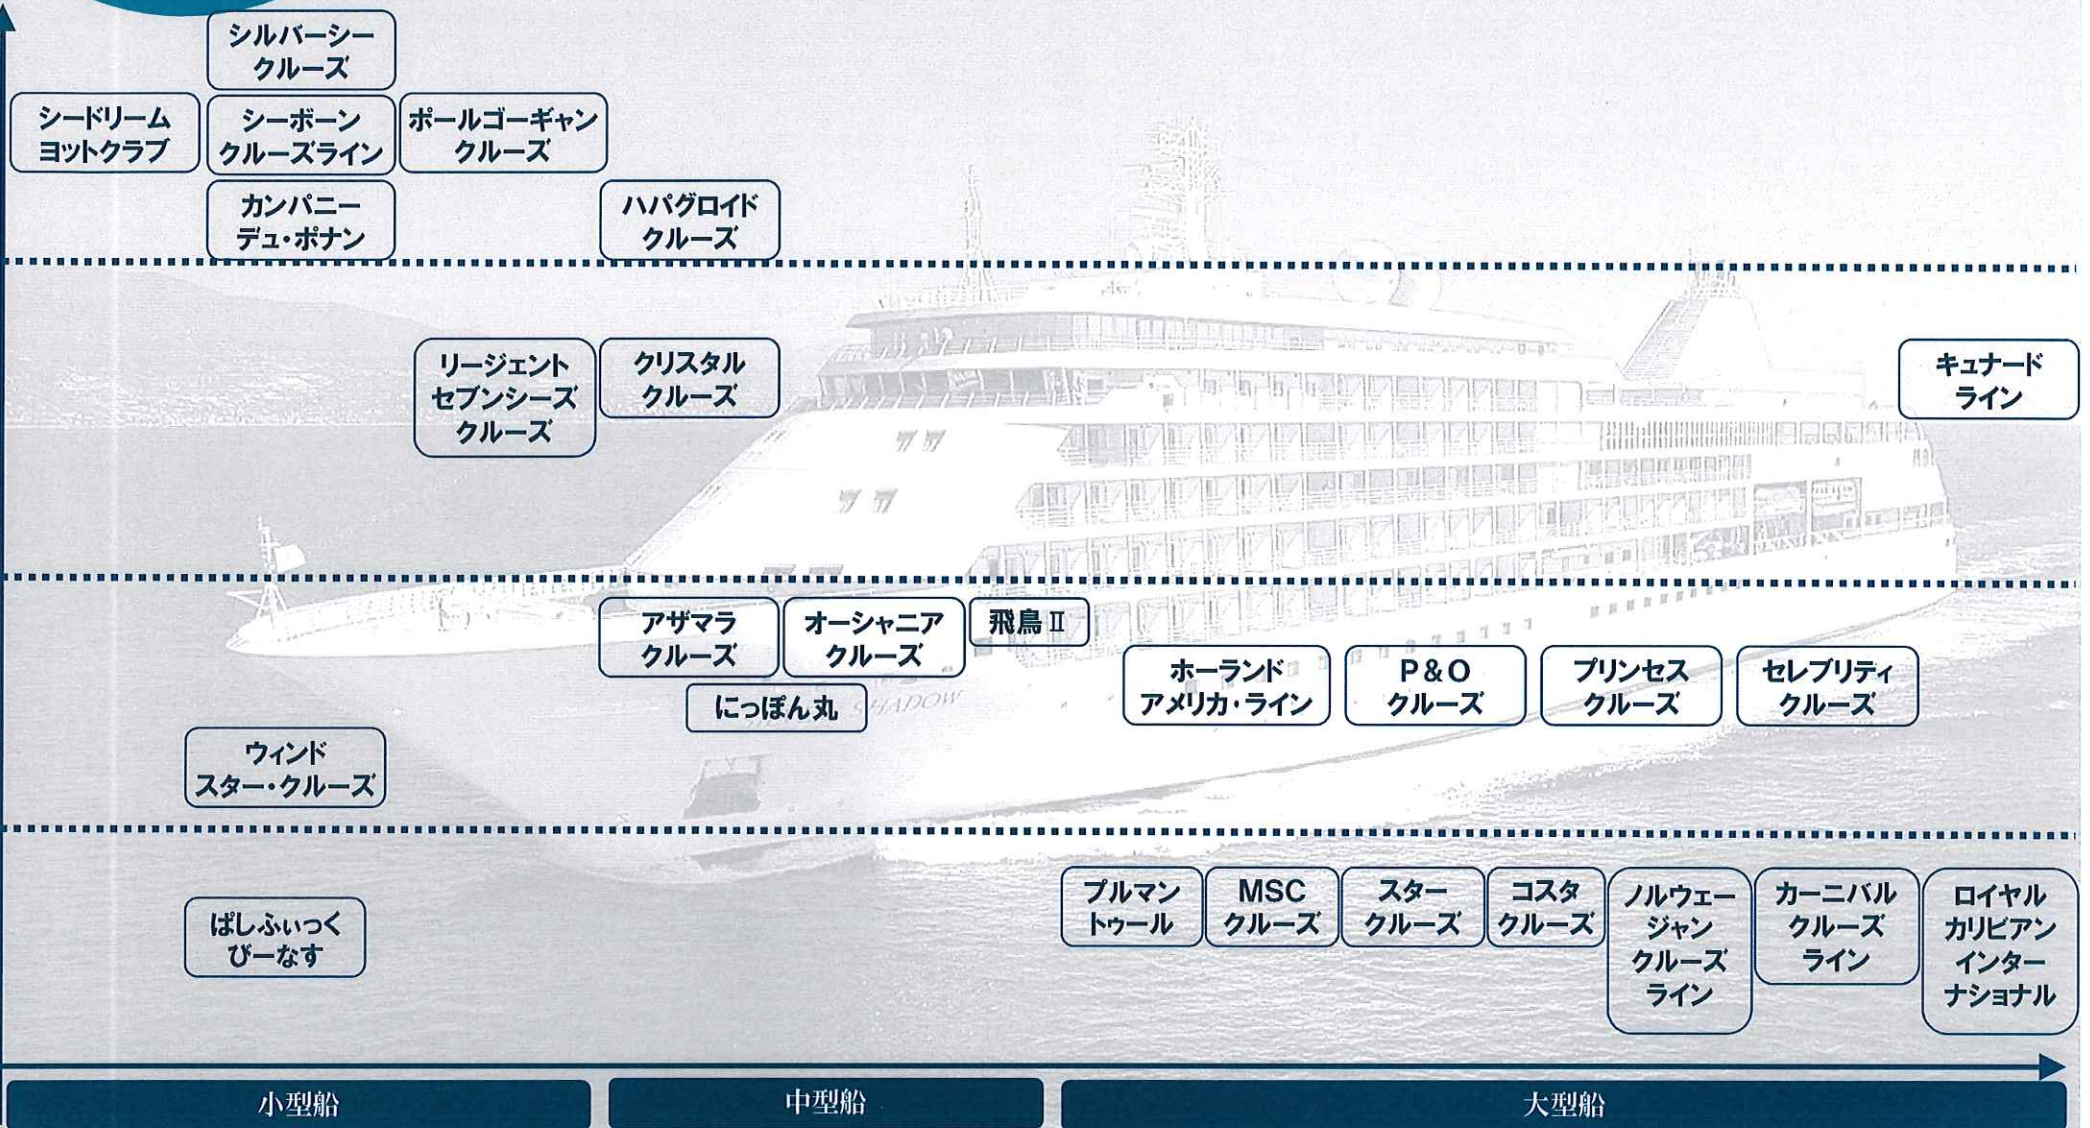 シルバーシー
クルーズ
シードリーム
ヨットクラブ
シーボーン
クルーズライン
ポールゴーギャン
クルーズ
カンパニー
デュ・ポナン
ハパグロイド
クルーズ
リージェント
セブンシーズ
クルーズ
クリスタル
クルーズ
キュナード
ライン
アザマラ
クルーズ
オーシャニア
クルーズ
飛鳥Ⅱ
にっぽん丸
SHADOW
ホーランド
アメリカ・ライン
P&O
クルーズ
プリンセス
クルーズ
セレブリティ
クルーズ
ウィンド
スター・クルーズ
ぱしふぃっく
びーなす
プルマン
トゥール
MSC
クルーズ
スター
クルーズ
コスタ
クルーズ
ノルウェー
ジャン
クルーズ
ライン
カーニバル
クルーズ
ライン
ロイヤル
カリビアン
インター
ナショナル
小型船
中型船
大型船